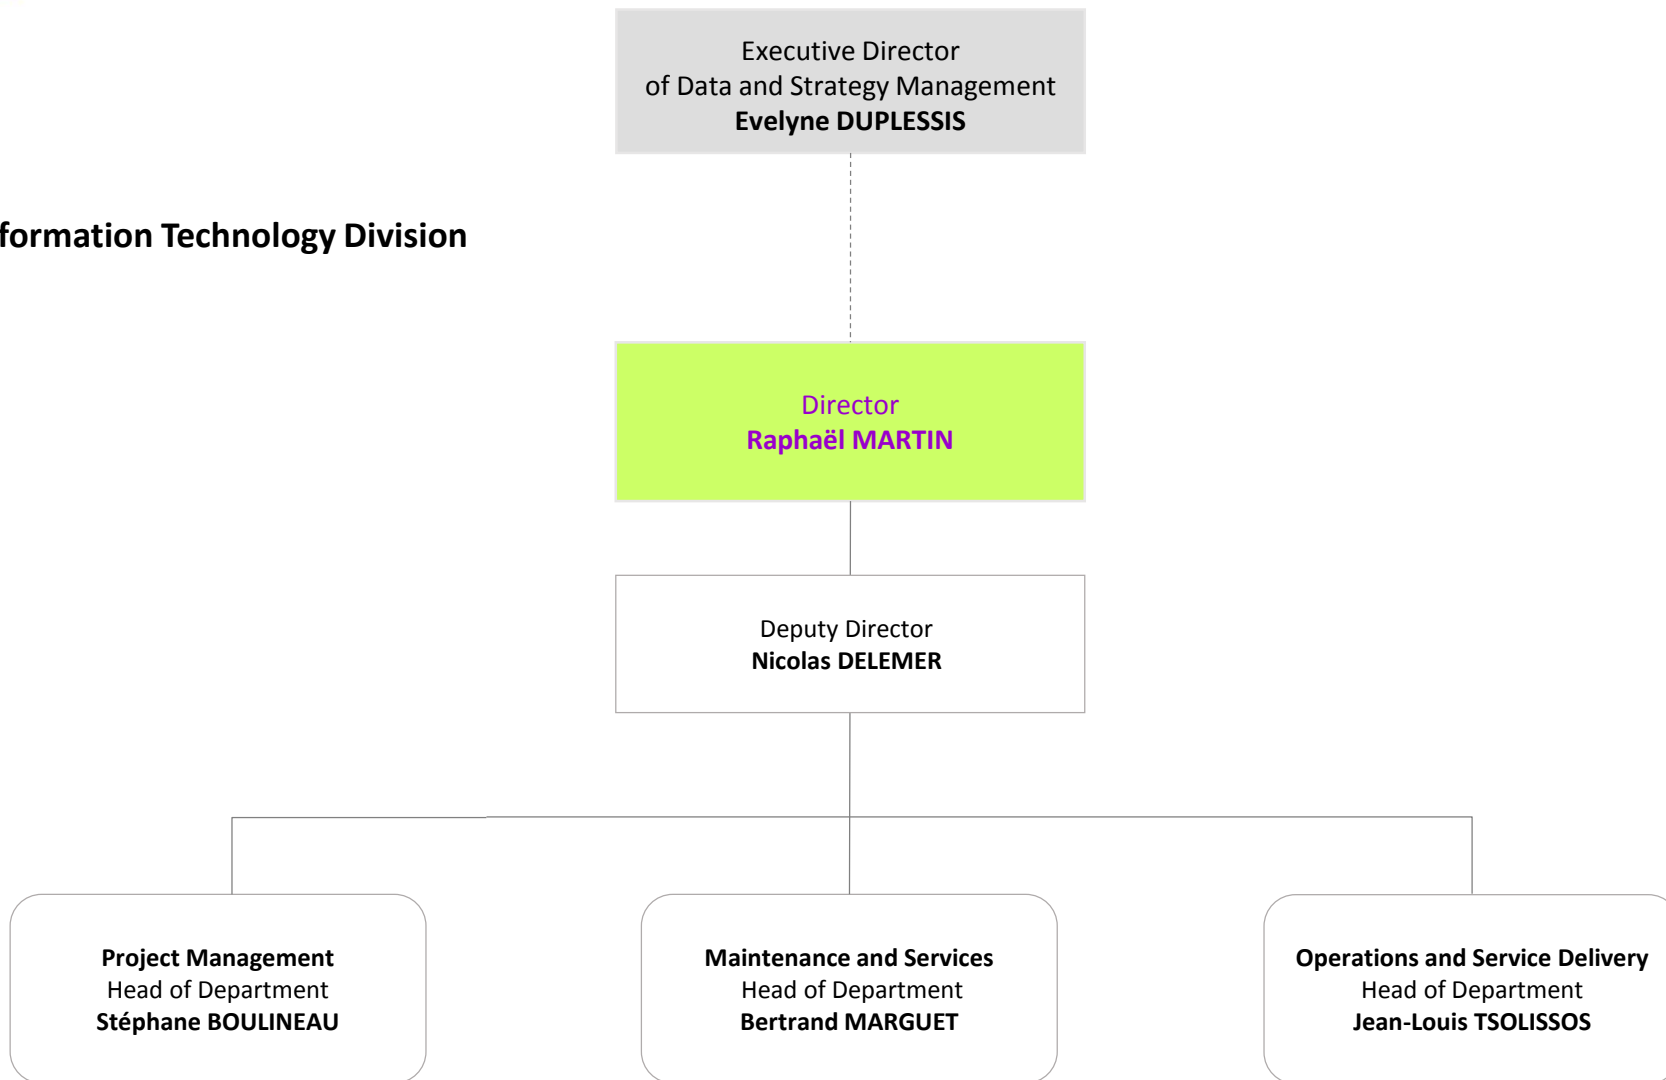 Executive Director
of Data and Strategy Management
Evelyne DUPLESSIS
formation Technology Division
Director
Raphaël MARTIN
Deputy Director
Nicolas DELEMER
Project Management
Head of Department
Stéphane BOULINEAU
Maintenance and Services
Head of Department
Bertrand MARGUET
Operations and Service Delivery
Head of Department
Jean-Louis TSOLISSOS